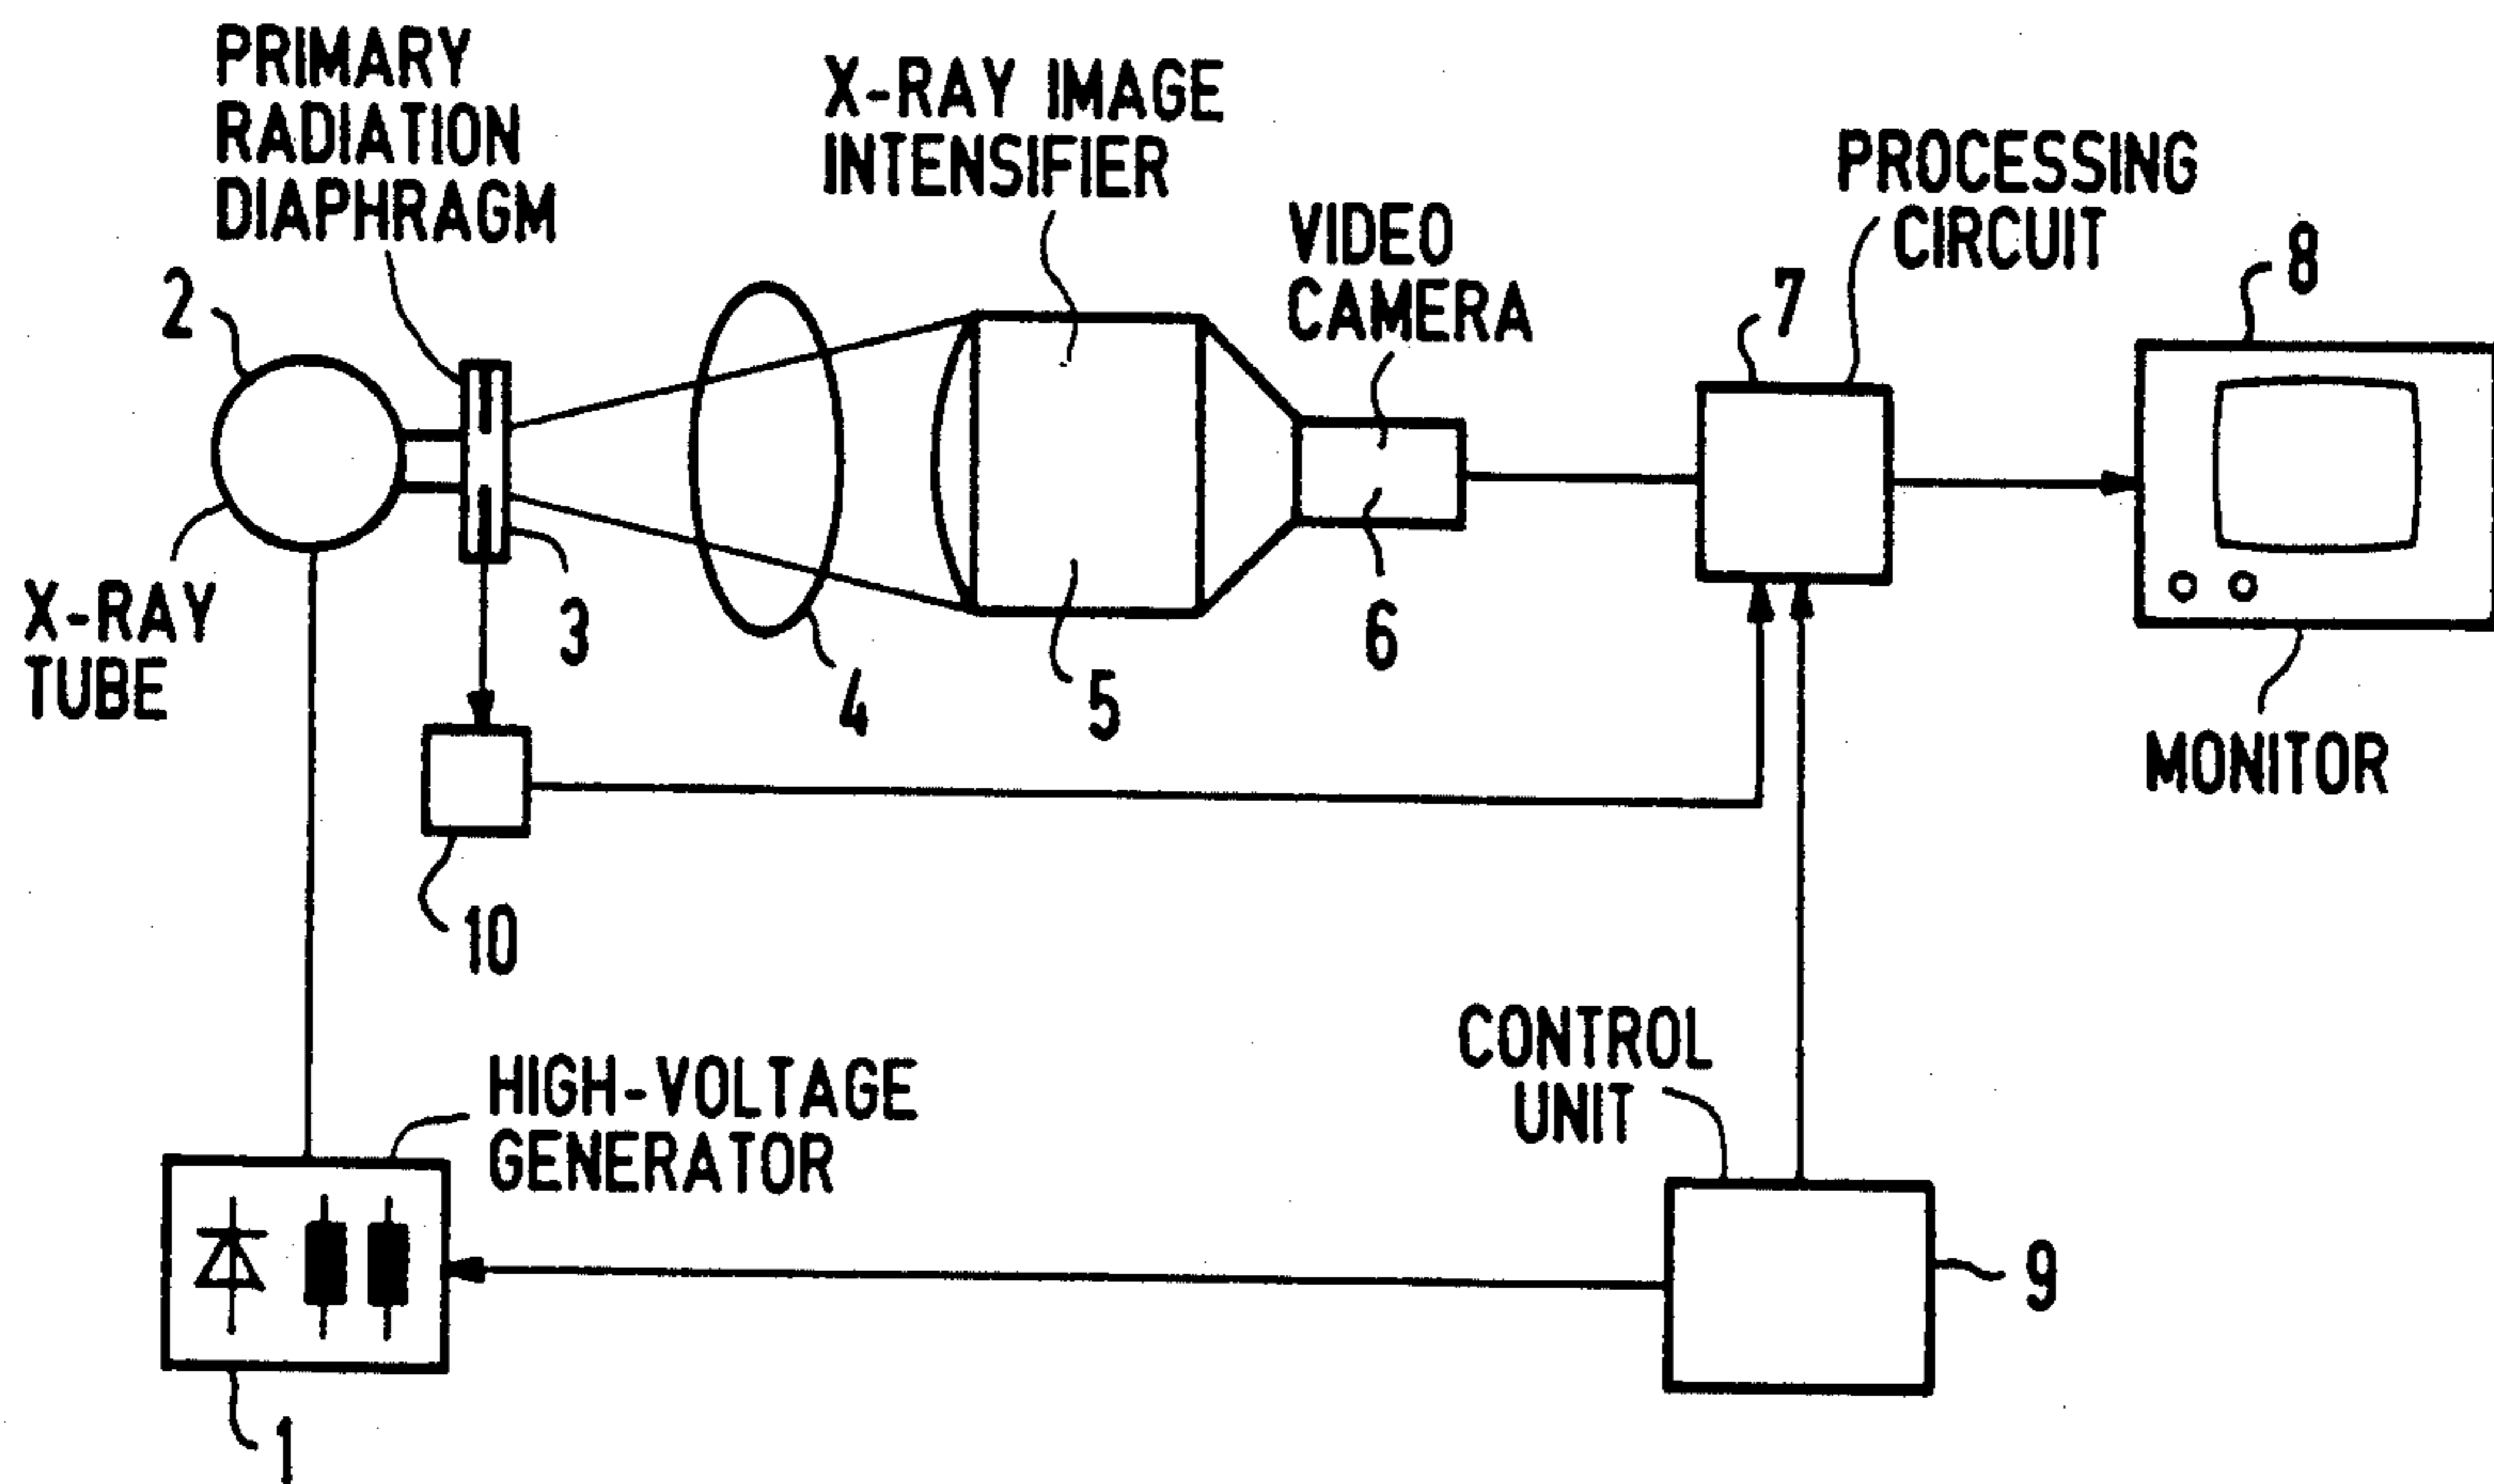 PRIMARY
RADIATION
DIAPHRAGM
X-RAY IMAGE
INTENSIFIER
VIDEO
CAMERA
PROCESSING
CIRCUIT
2
7
8
X-RAY
TUBE
3
4
5
6
MONITOR
10
HIGH-VOLTAGE
GENERATOR
CONTROL
UNIT
9
1